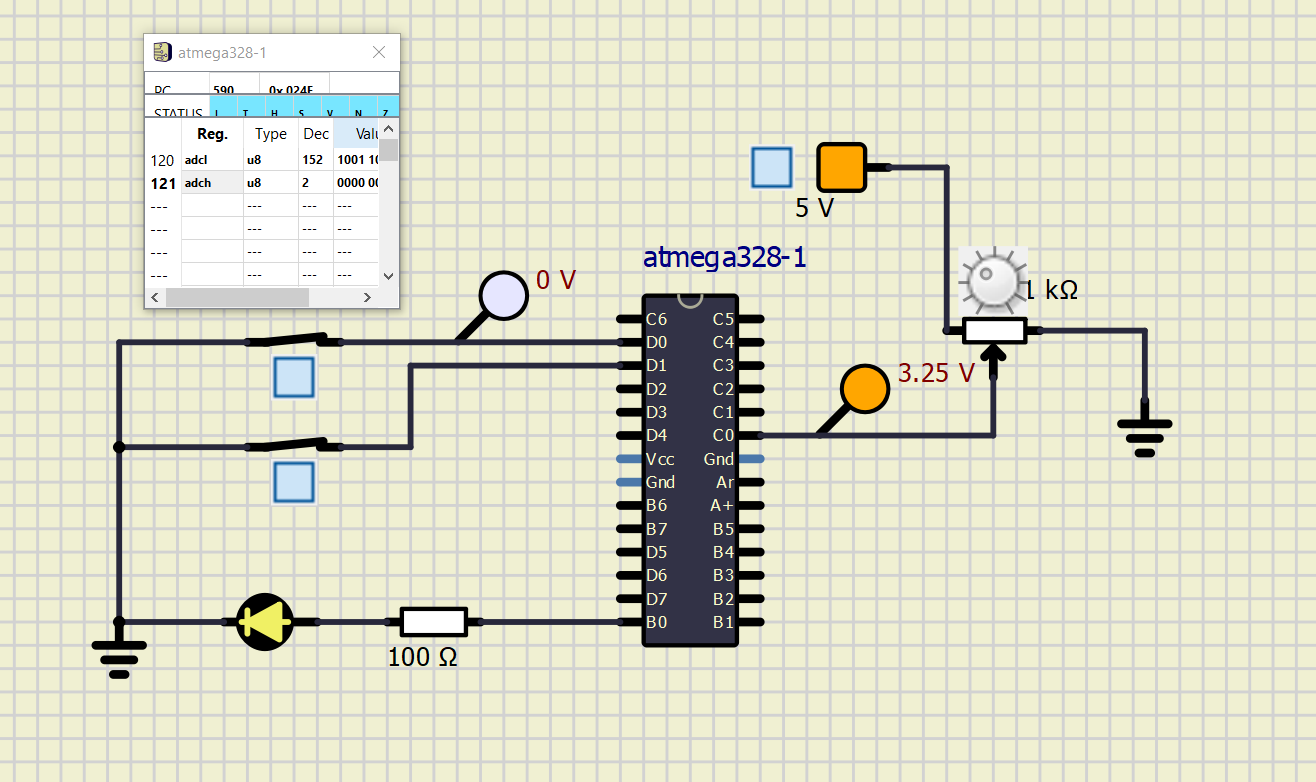 atmega328-1
PC 590 0x 024E
STATUS I T H S V N Z
Reg. Type Dec Valu
120 adcl u8 152 1001 10
121 adch u8 2 0000 00
--- --- --- ---
--- --- --- ---
--- --- --- ---
--- --- --- ---
5 V
atmega328-1
0 V
1 kΩ
3.25 V
C6 C5
D0 C4
D1 C3
D2 C2
D3 C1
D4 C0
Vcc Gnd
Gnd Ar
B6 A+
B7 B5
D5 B4
D6 B3
D7 B2
B0 B1
100 Ω